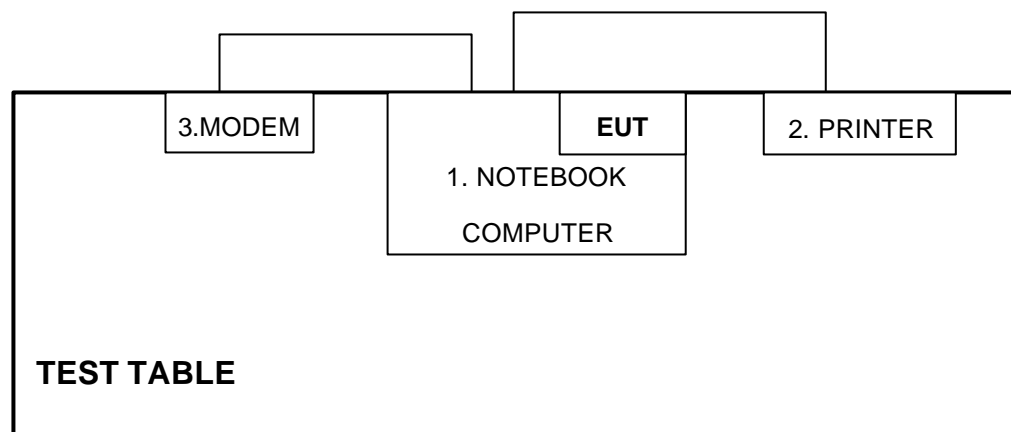 3.MODEM
EUT
2. PRINTER
1. NOTEBOOK
COMPUTER
TEST TABLE